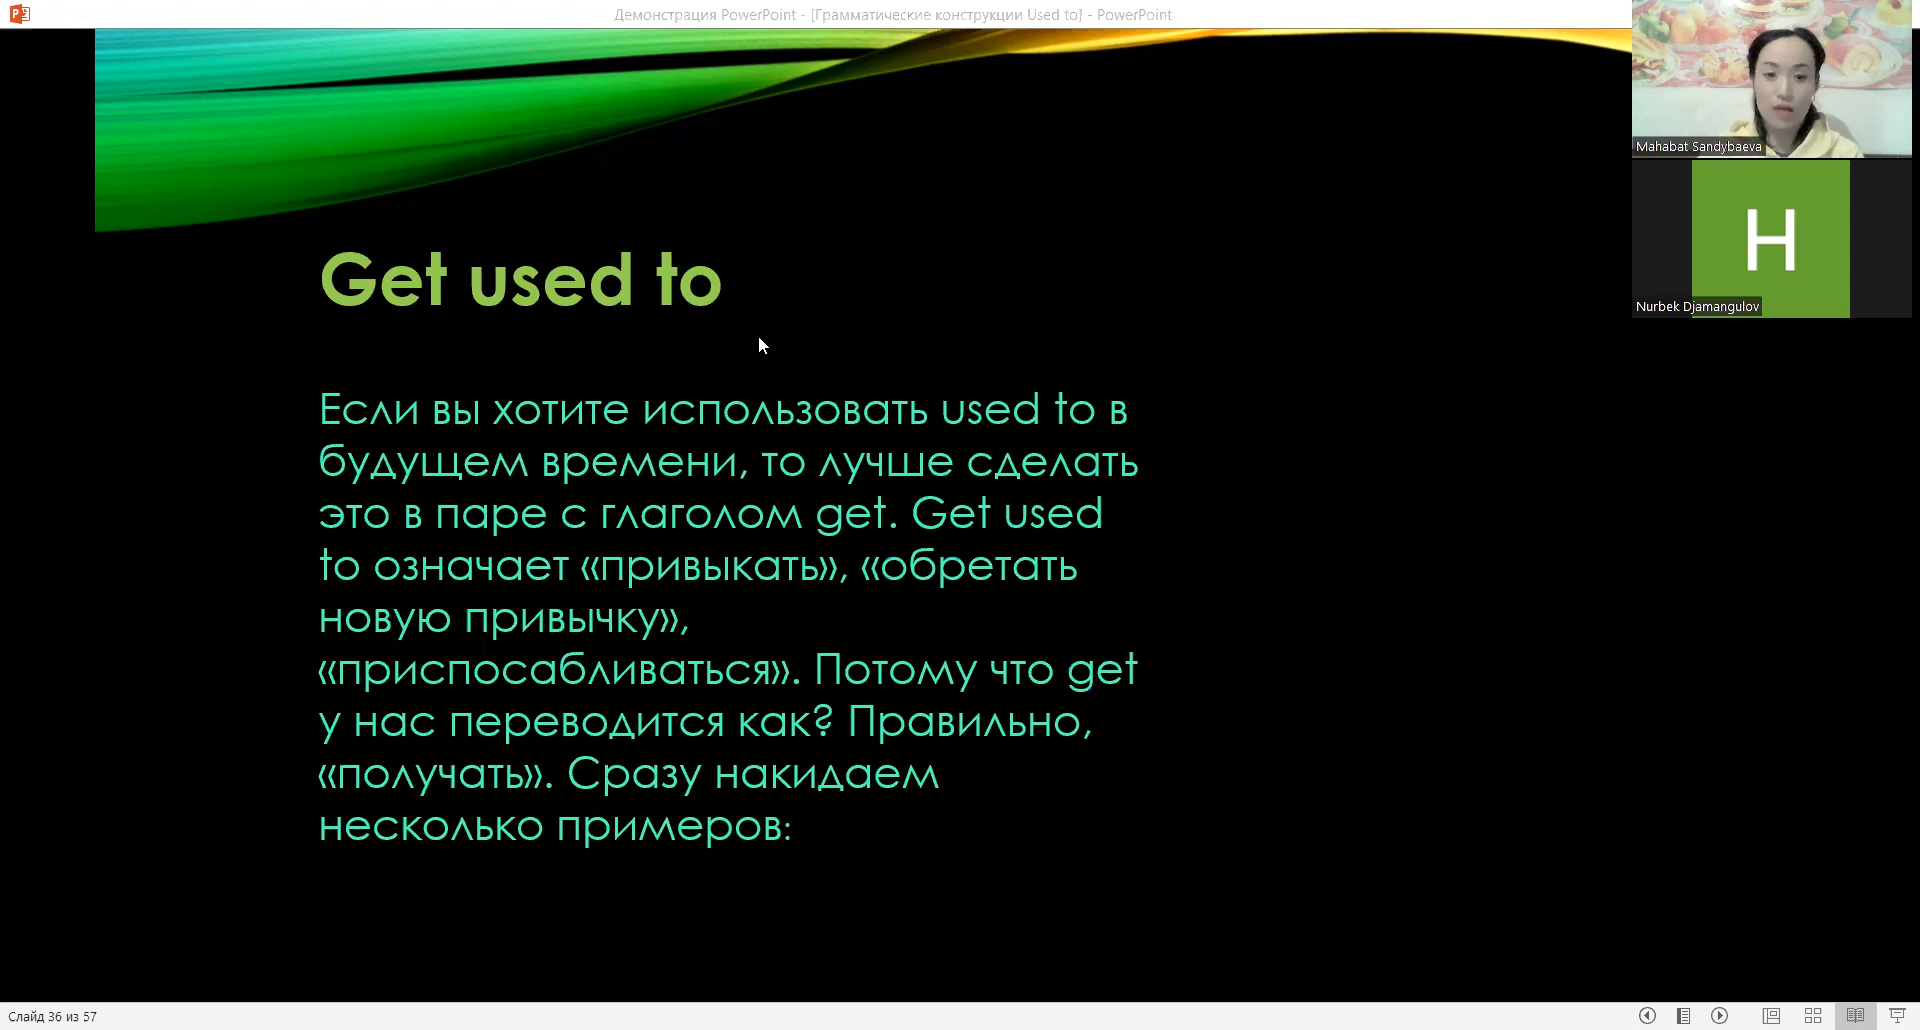 Демонстрация PowerPoint - [Грамматические конструкции Used to] - PowerPoint
Mahabat Sandybaeva
H
Nurbek Djamangulov
Get used to
Если вы хотите использовать used to в
будущем времени, то лучше сделать
это в паре с глаголом get. Get used
to означает «привыкать», «обретать
новую привычку»,
«приспосабливаться». Потому что get
у нас переводится как? Правильно,
«получать». Сразу накидаем
несколько примеров:
Слайд 36 из 57